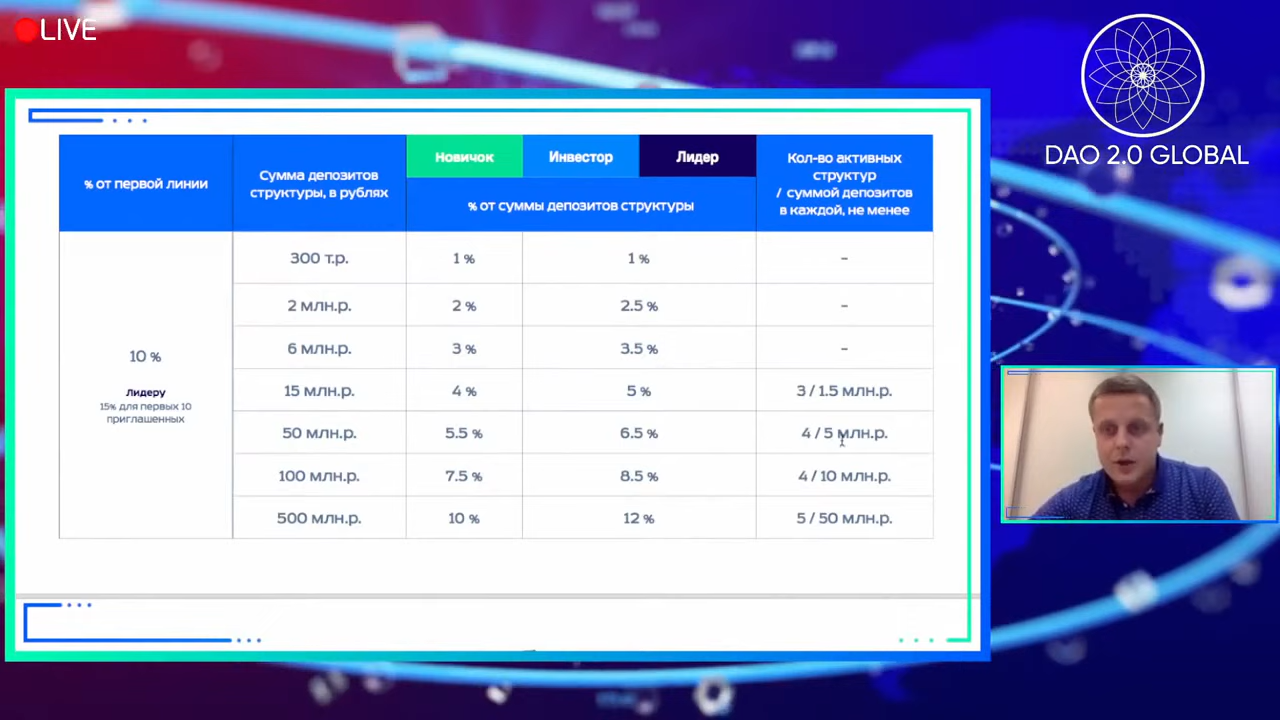 LIVE
DAO 2.0 GLOBAL
% от первой линии
Сумма депозитов
структуры, в рублях
Новичок
Инвестор
Лидер
% от суммы депозитов структуры
Кол-во активных
структур
/ суммой депозитов
в каждой, не менее
10 %
Лидеру
15% для первых 10
приглашенных
300 т.р. 1 % 1 % -
2 млн.р. 2 % 2.5 % -
6 млн.р. 3 % 3.5 % -
15 млн.р. 4 % 5 % 3 / 1.5 млн.р.
50 млн.р. 5.5 % 6.5 % 4 / 5 млн.р.
100 млн.р. 7.5 % 8.5 % 4 / 10 млн.р.
500 млн.р. 10 % 12 % 5 / 50 млн.р.